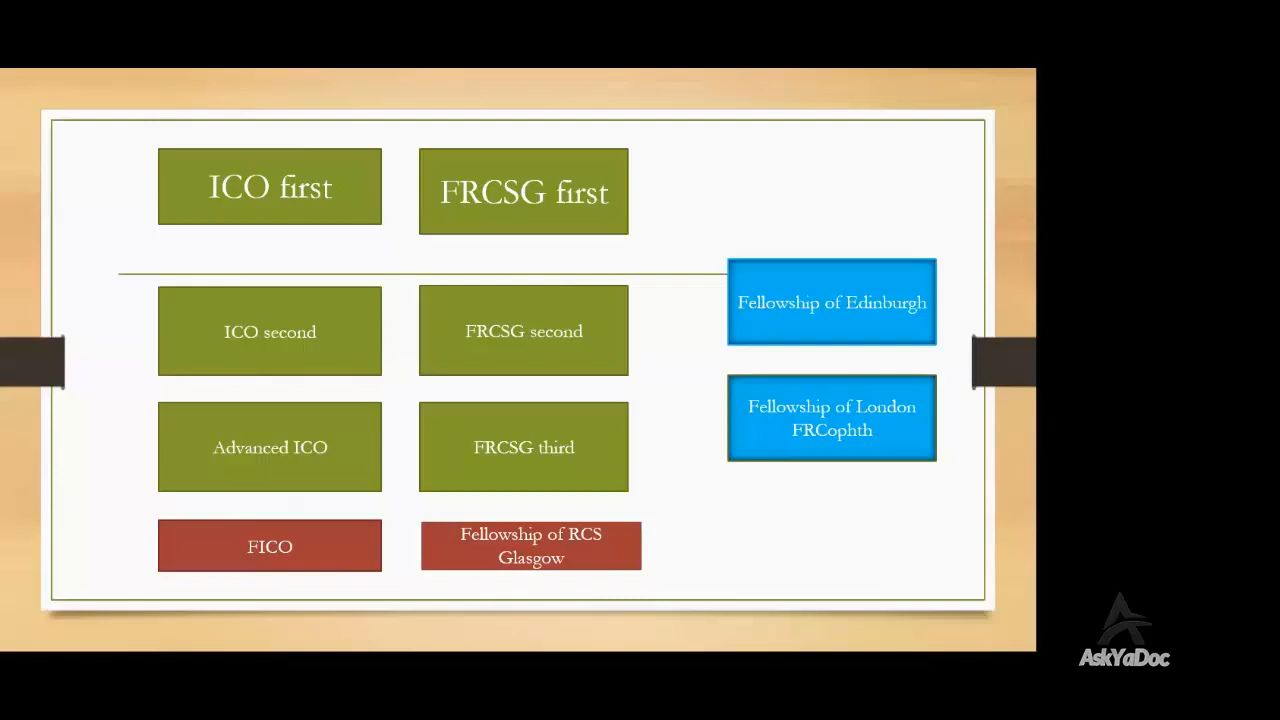 ICO first
FRCSG first
ICO second
FRCSG second
Fellowship of Edinburgh
Advanced ICO
FRCSG third
Fellowship of London
FRCophth
FICO
Fellowship of RCS
Glasgow
AskYaDoc